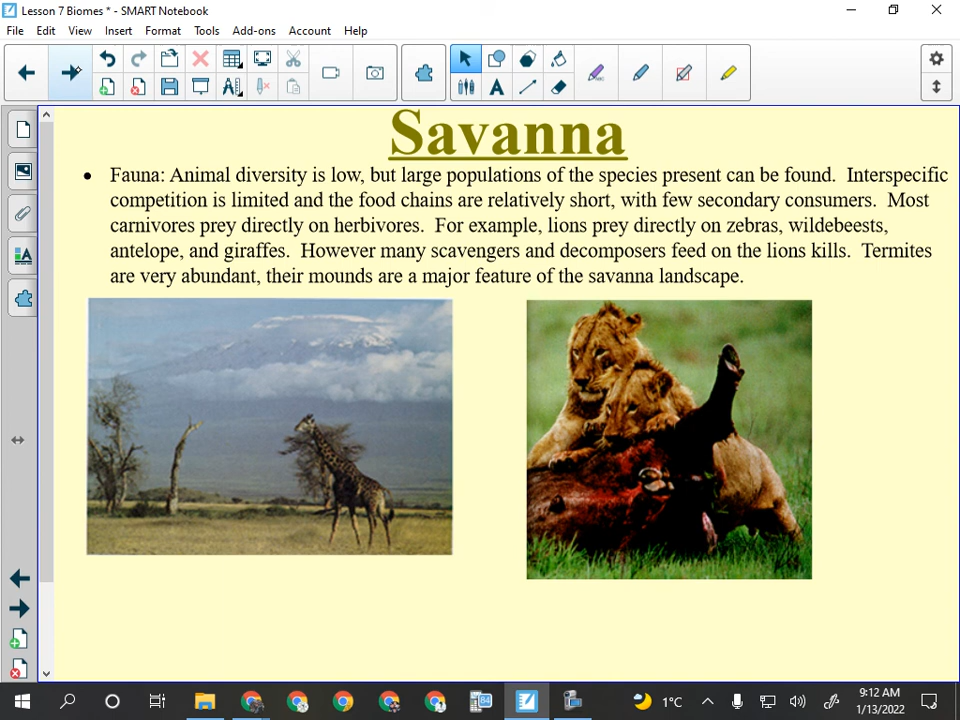 Lesson 7 Biomes * - SMART Notebook
File Edit View Insert Format Tools Add-ons Account Help
Savanna
• Fauna: Animal diversity is low, but large populations of the species present can be found.  Interspecific
competition is limited and the food chains are relatively short, with few secondary consumers.  Most
carnivores prey directly on herbivores.  For example, lions prey directly on zebras, wildebeests,
antelope, and giraffes.  However many scavengers and decomposers feed on the lions kills.  Termites
are very abundant, their mounds are a major feature of the savanna landscape.
84
1°C
9:12 AM
1/13/2022